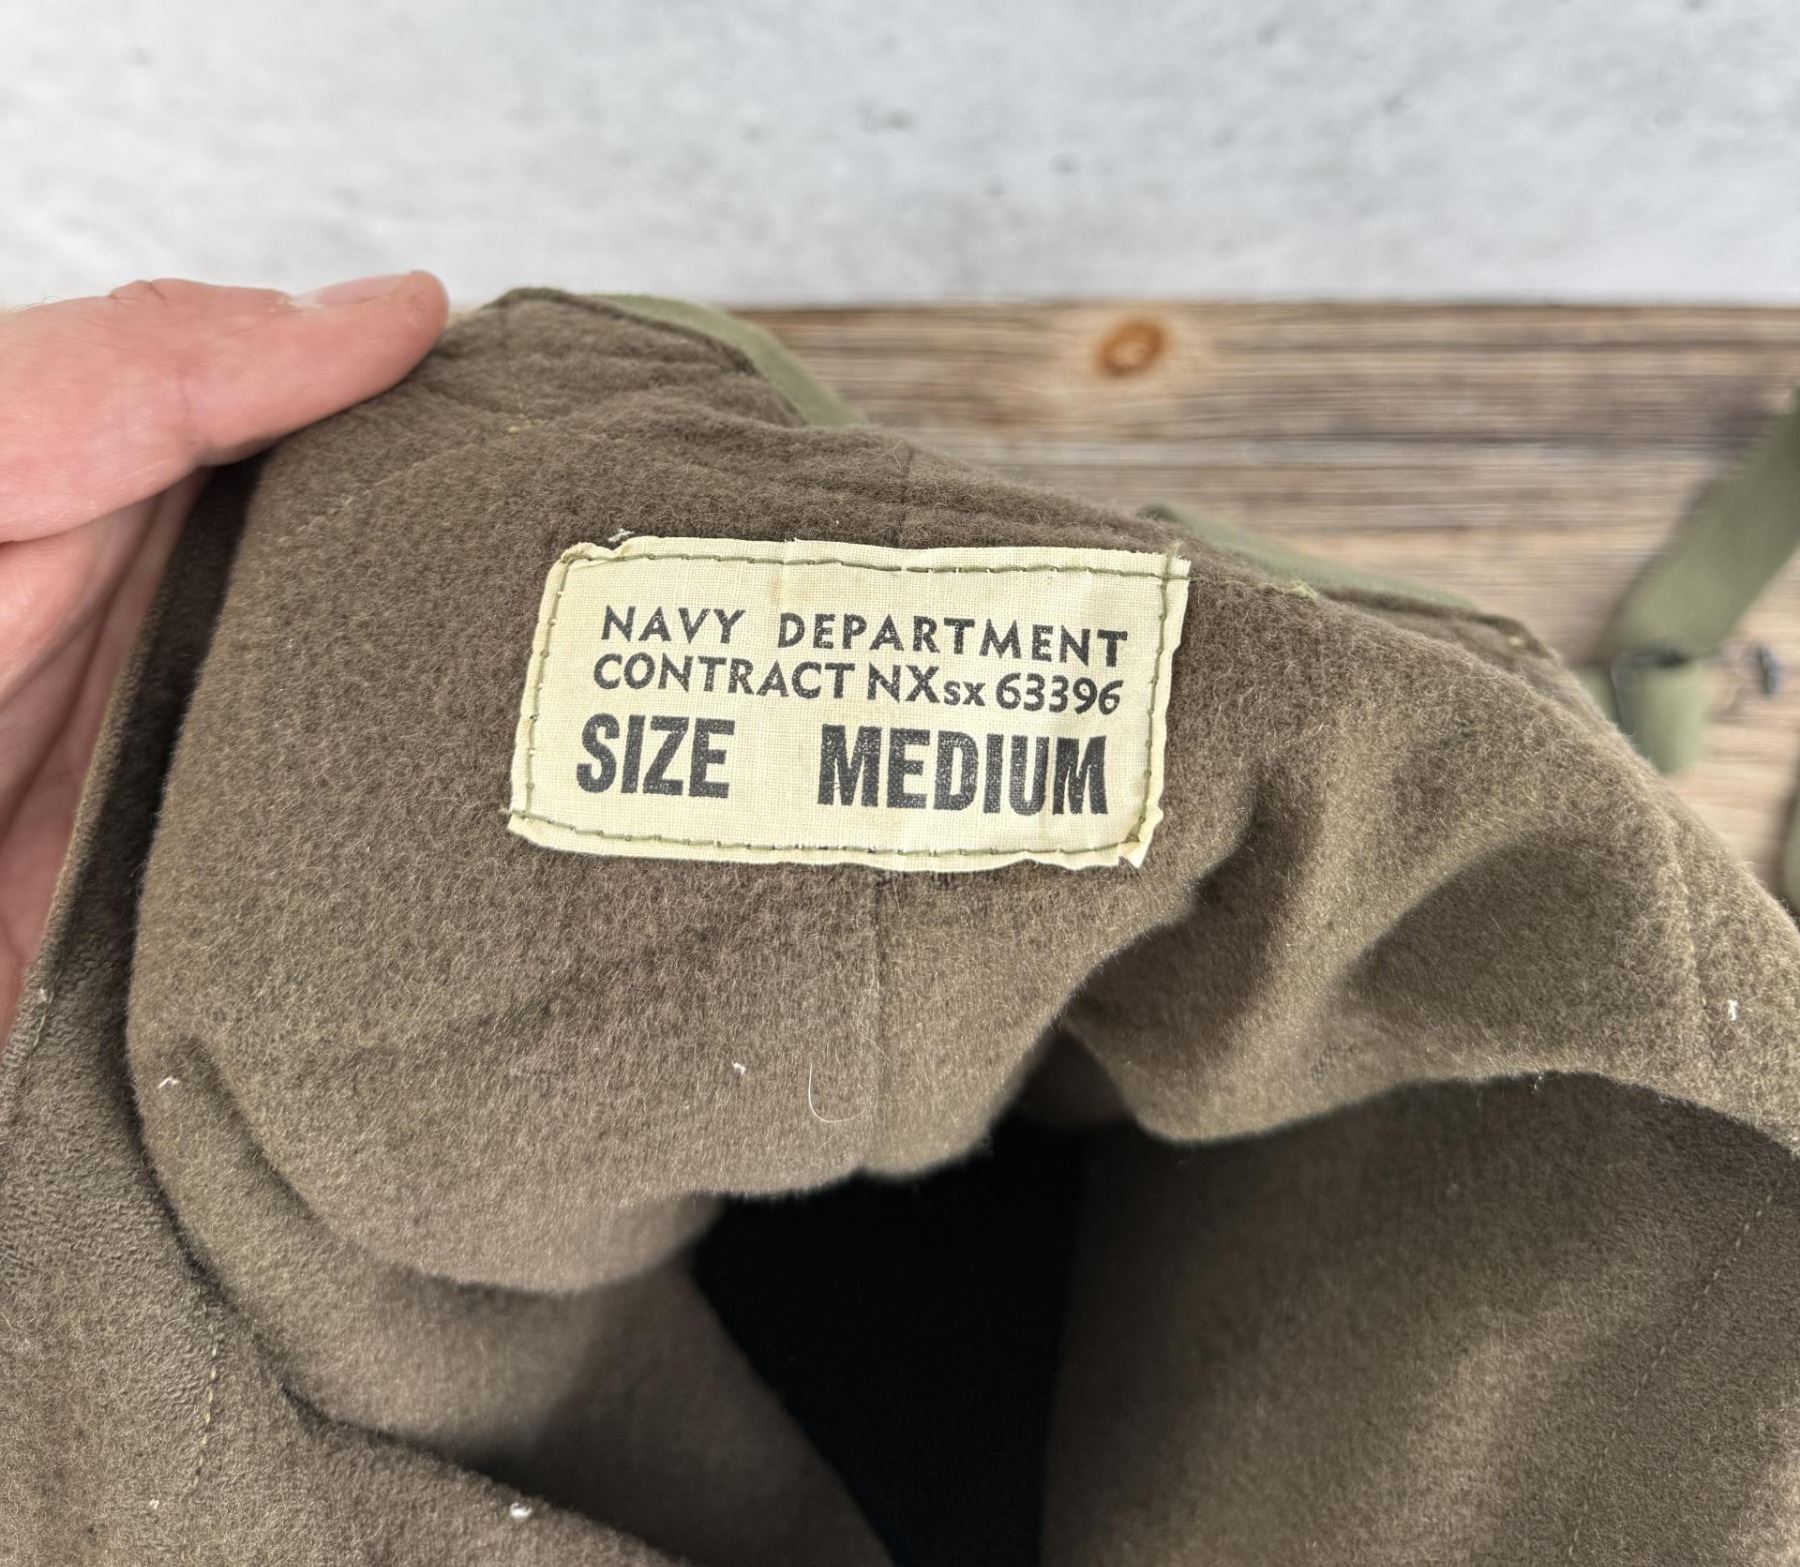 NAVY DEPARTMENT
CONTRACT NXsx 63396
SIZE MEDIUM